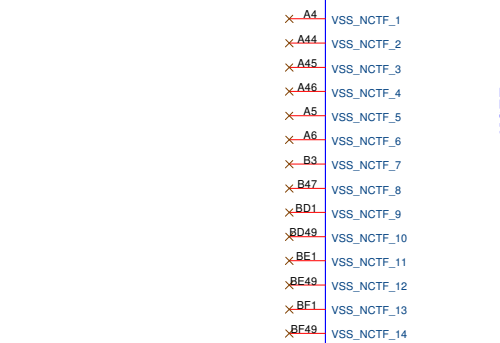 A4 VSS_NCTF_1
A44 VSS_NCTF_2
A45 VSS_NCTF_3
A46 VSS_NCTF_4
A5 VSS_NCTF_5
A6 VSS_NCTF_6
B3 VSS_NCTF_7
B47 VSS_NCTF_8
BD1 VSS_NCTF_9
BD49 VSS_NCTF_10
BE1 VSS_NCTF_11
BE49 VSS_NCTF_12
BF1 VSS_NCTF_13
BF49 VSS_NCTF_14